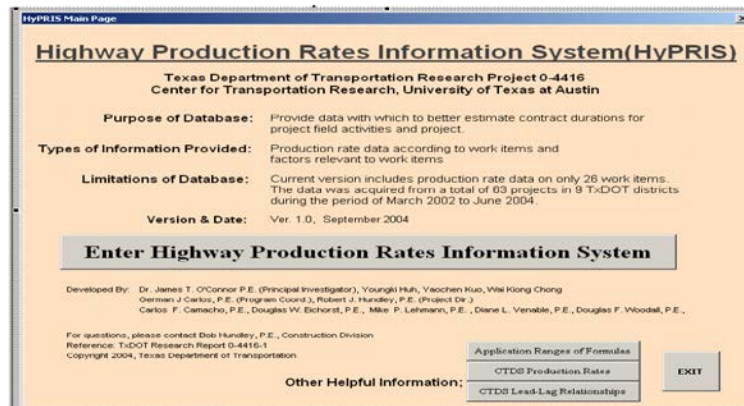 HyPRIS Main Page
Highway Production Rates Information System(HyPRIS)
Texas Department of Transportation Research Project 0-4416
Center for Transportation Research, University of Texas at Austin
Purpose of Database: Provide data with which to better estimate contract durations for
project field activities and project.
Types of Information Provided: Production rate data according to work items and
factors relevant to work items
Limitations of Database: Current version includes production rate data on only 26 work items.
The data was acquired from a total of 63 projects in 9 TxDOT districts
during the period of March 2002 to June 2004.
Version & Date: Ver. 1.0, September 2004
Enter Highway Production Rates Information System
Developed By: Dr. James T. O'Connor P.E. (Principal Investigator), Youngki Huh, Yaochen Kuo, Wai Kiong Chong
German J Carlos, P.E. (Program Coord.), Robert J. Hundley, P.E. (Project Dir.)
Carlos F. Camacho, P.E., Douglas W. Eichorst, P.E., Mike P. Lehmann, P.E. , Diane L. Venable, P.E., Douglas F. Woodall, P.E.,
For questions, please contact Bob Hundley, P.E., Construction Division
Reference: TxDOT Research Report 0-4416-1
Copyright 2004, Texas Department of Transportation
Other Helpful Information;
Application Ranges of Formulas
CTDS Production Rates
CTDS Lead-Lag Relationships
EXIT